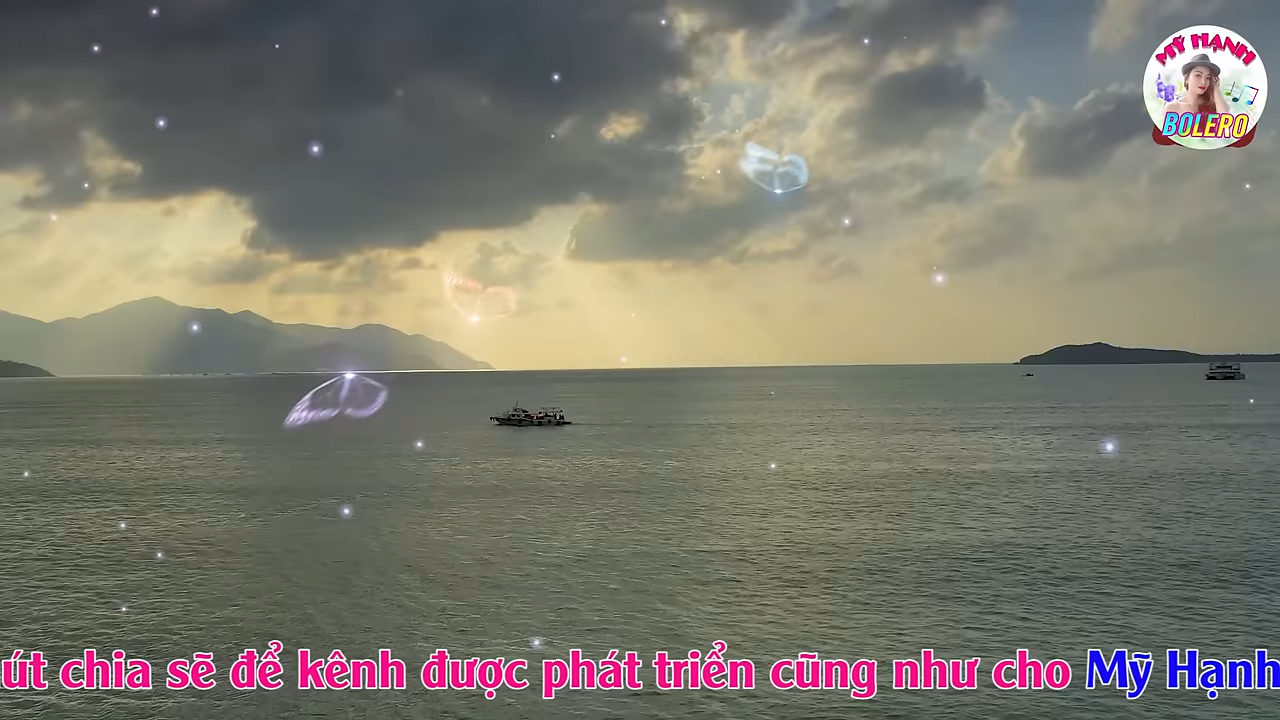 MỸ HẠNH
BOLERO
út chia sẽ để kênh được phát triển cũng như cho Mỹ Hạnh